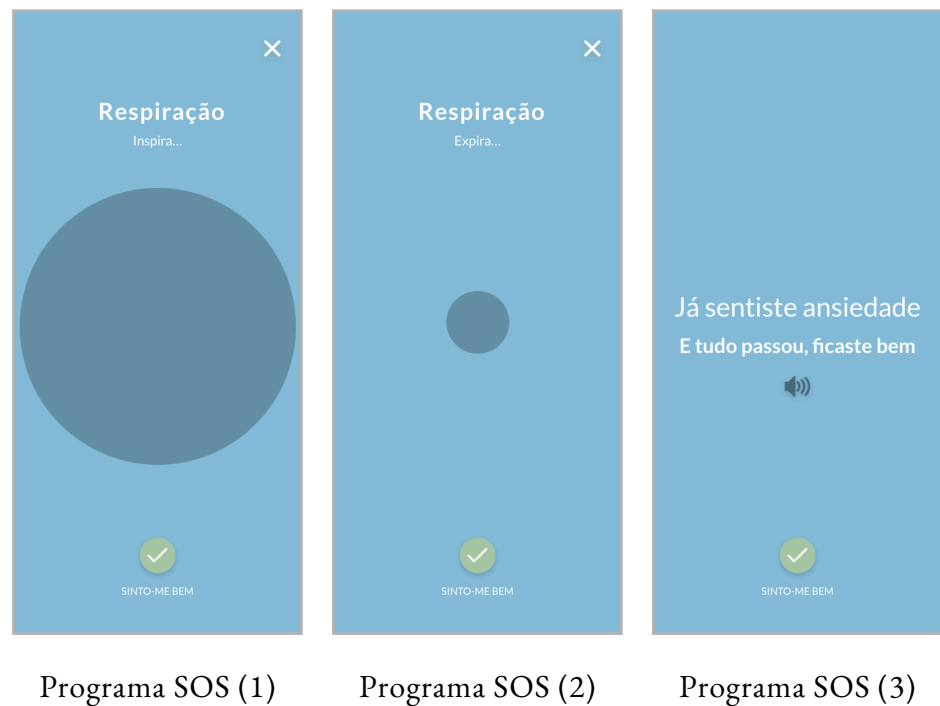 Respiração
Inspira...
SINTO-ME BEM
Programa SOS (1)
Respiração
Expira...
SINTO-ME BEM
Programa SOS (2)
Já sentiste ansiedade
E tudo passou, ficaste bem
SINTO-ME BEM
Programa SOS (3)